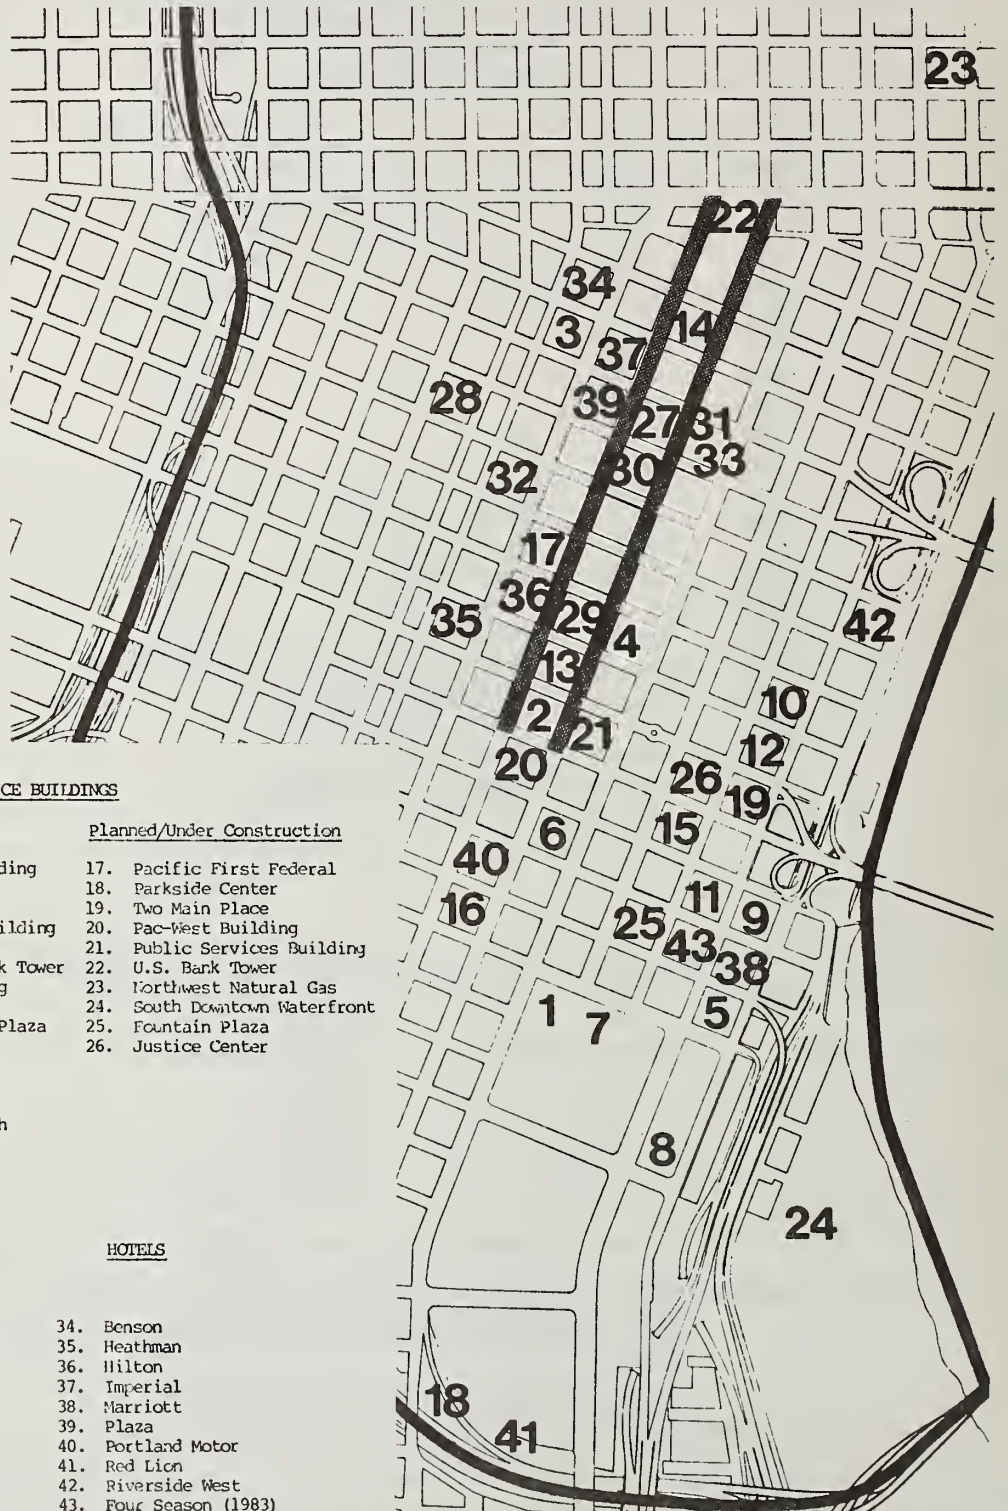 23
22
34
3
14
37
39
28
27
31
30
33
32
17
36
29
35
4
42
13
10
2
21
12
20
26
19
6
15
40
11
16
25
9
43
38
1
7
5
8
24
18
41
CE BUILDINGS
Planned/Under Construction
ding
17. Pacific First Federal
18. Parkside Center
19. Two Main Place
ilding
20. Pac-West Building
21. Public Services Building
k Tower
22. U.S. Bank Tower
g
23. Northwest Natural Gas
24. South Downtown Waterfront
Plaza
25. Fountain Plaza
26. Justice Center
h
HOTELS
34. Benson
35. Heathman
36. Hilton
37. Imperial
38. Marriott
39. Plaza
40. Portland Motor
41. Red Lion
42. Riverside West
43. Four Season (1983)